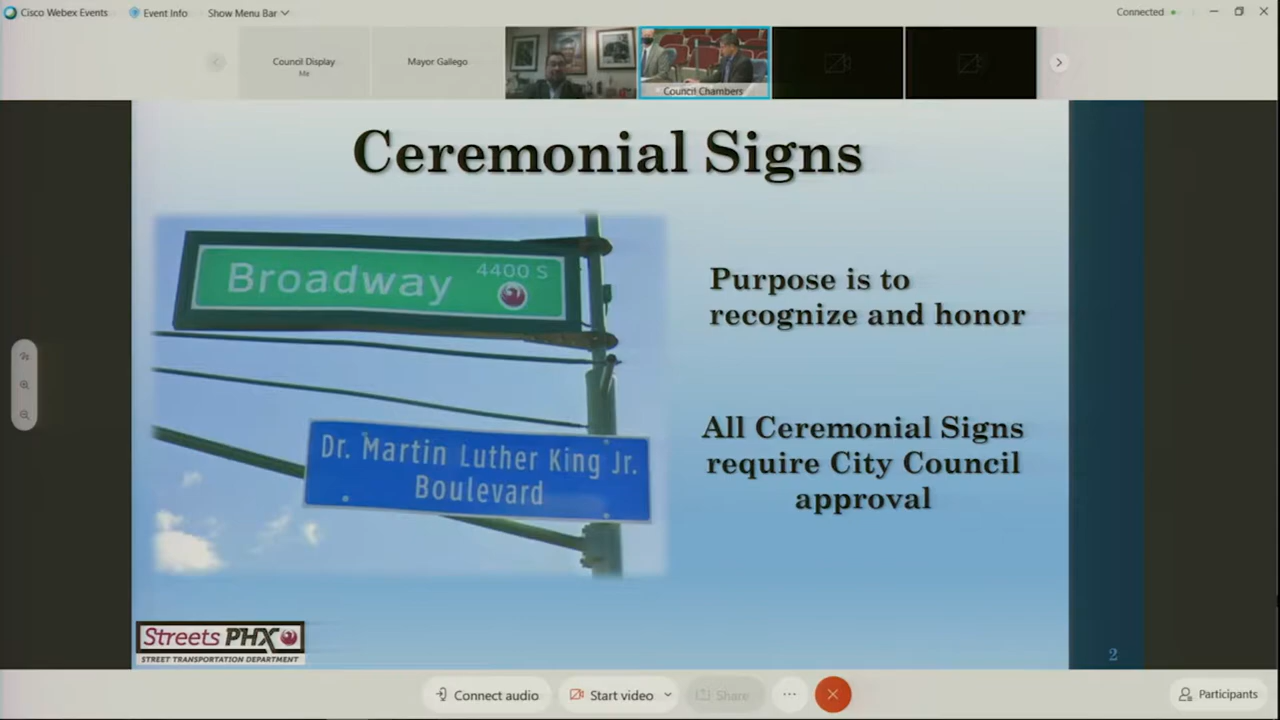 Cisco Webex Events
Event Info
Show Menu Bar
Connected
Council Display
Me
Mayor Gallego
Council Chambers
Ceremonial Signs
Broadway
4400 S
Purpose is to
recognize and honor
Dr. Martin Luther King Jr.
Boulevard
All Ceremonial Signs
require City Council
approval
Streets PHX
STREET TRANSPORTATION DEPARTMENT
2
Connect audio
Start video
Share
Participants